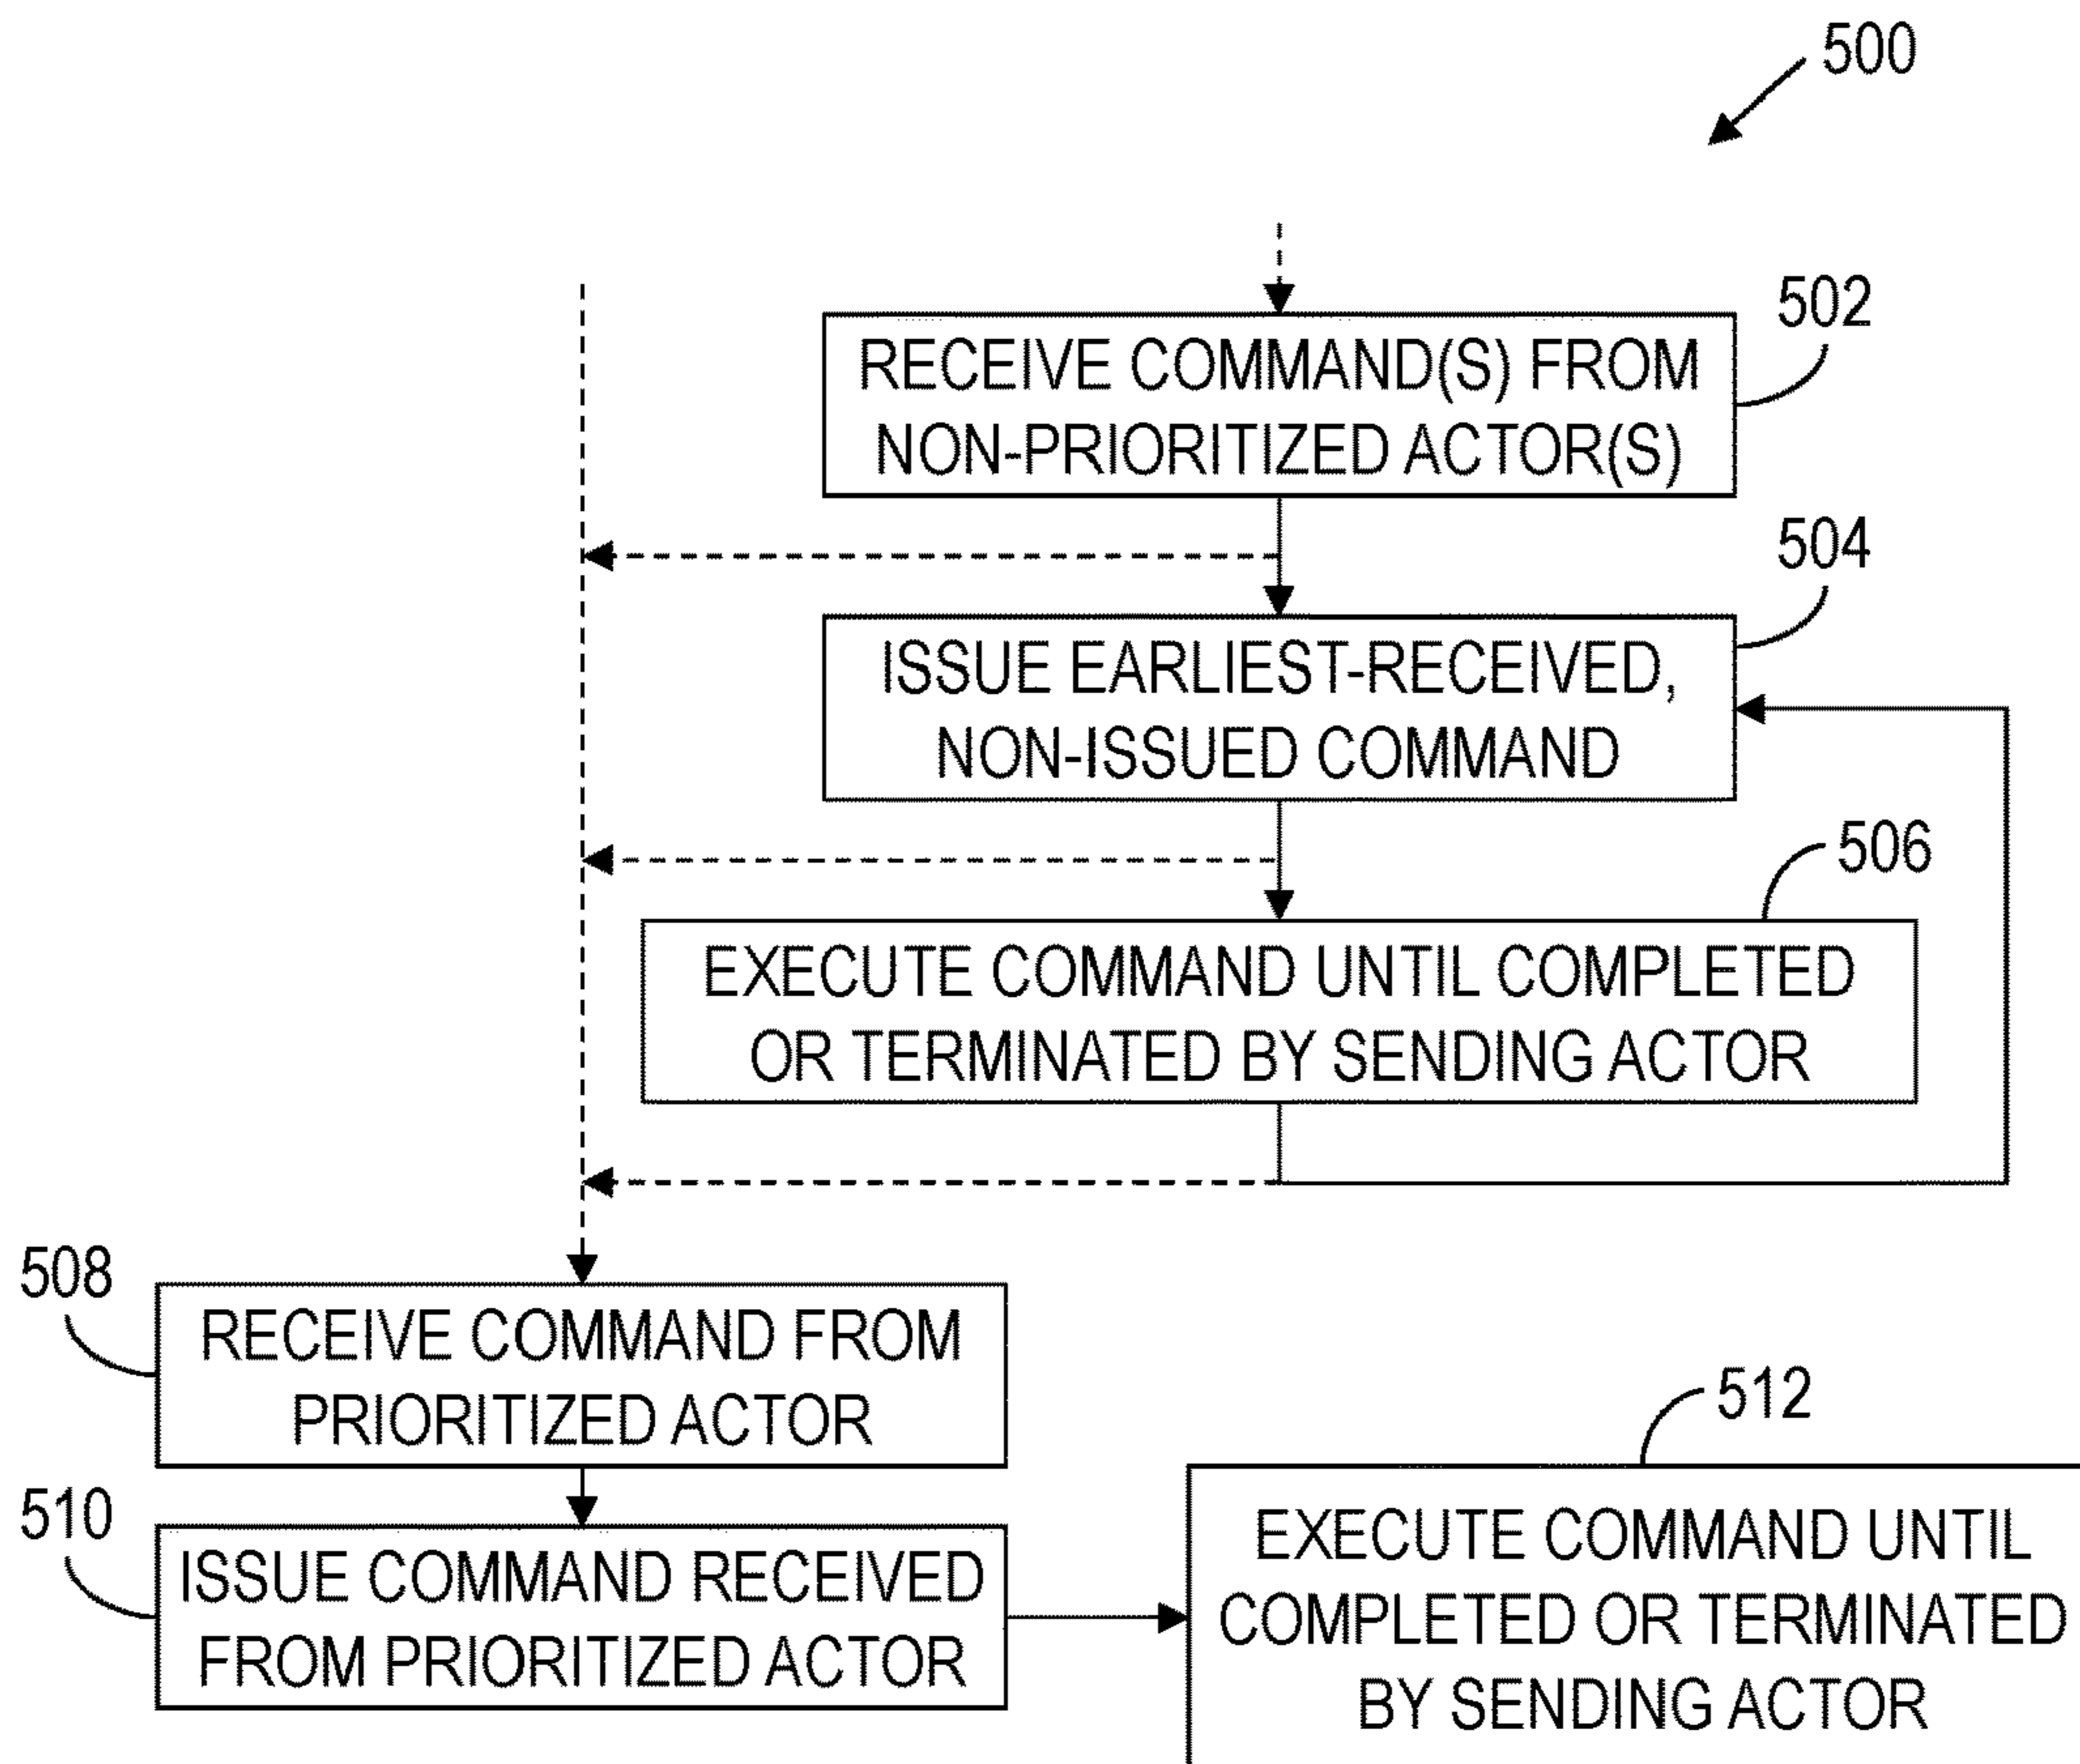 500
502
RECEIVE COMMAND(S) FROM
NON-PRIORITIZED ACTOR(S)
504
ISSUE EARLIEST-RECEIVED,
NON-ISSUED COMMAND
506
EXECUTE COMMAND UNTIL COMPLETED
OR TERMINATED BY SENDING ACTOR
508
RECEIVE COMMAND FROM
PRIORITIZED ACTOR
510
ISSUE COMMAND RECEIVED
FROM PRIORITIZED ACTOR
512
EXECUTE COMMAND UNTIL
COMPLETED OR TERMINATED
BY SENDING ACTOR